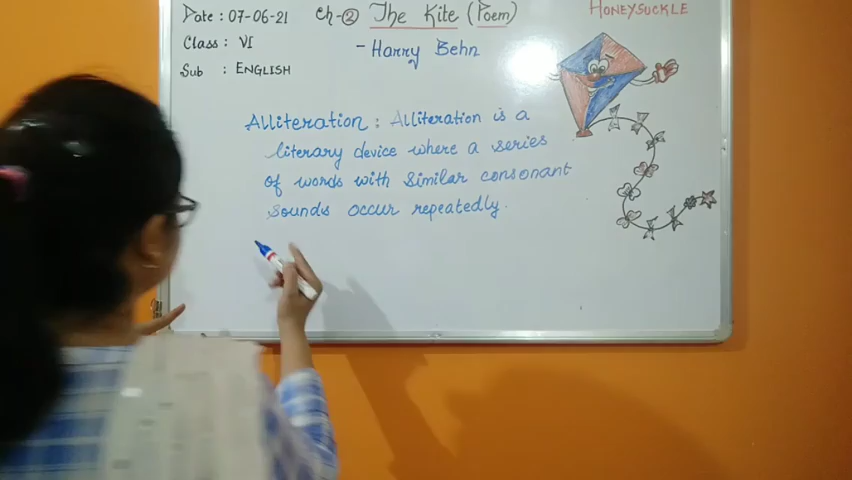 Date : 07-06-21 Ch-② The Kite (Poem) HONEYSUCKLE
Class : VI - Harry Behn
Sub : ENGLISH
Alliteration : Alliteration is a
literary device where a series
of words with similar consonant
sounds occur repeatedly.